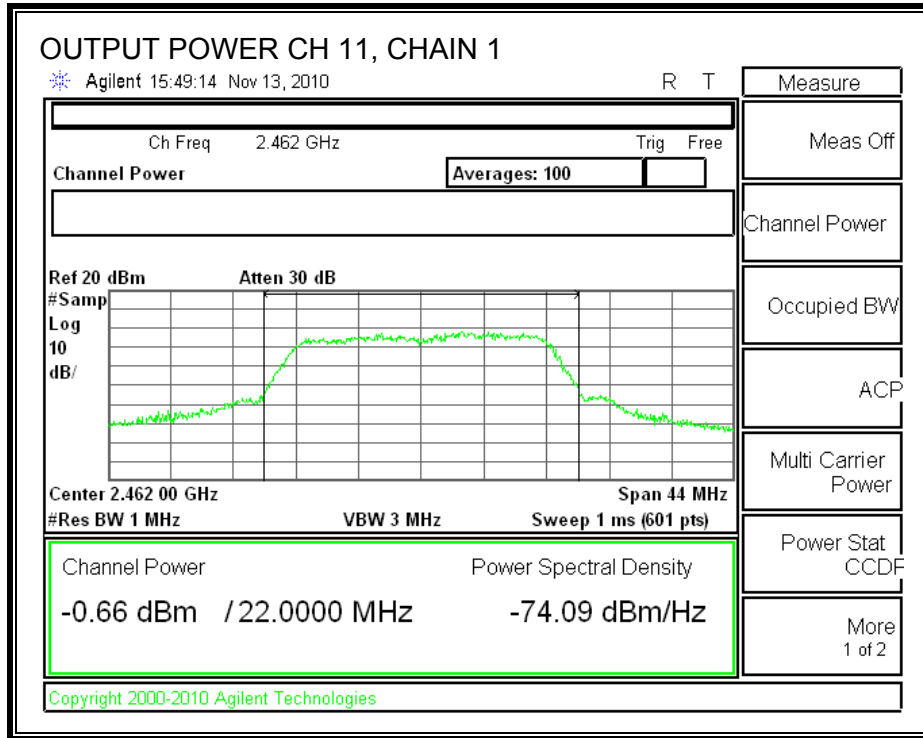 OUTPUT POWER CH 11, CHAIN 1
Agilent 15:49:14 Nov 13, 2010 R T
Measure
Ch Freq 2.462 GHz Trig Free
Meas Off
Channel Power Averages: 100
Channel Power
Ref 20 dBm Atten 30 dB
#Samp
Log
10
dB/
Occupied BW
ACP
Multi Carrier
Power
Center 2.462 00 GHz Span 44 MHz
#Res BW 1 MHz VBW 3 MHz Sweep 1 ms (601 pts)
Power Stat
CCDF
Channel Power Power Spectral Density
-0.66 dBm / 22.0000 MHz -74.09 dBm/Hz
More
1 of 2
Copyright 2000-2010 Agilent Technologies